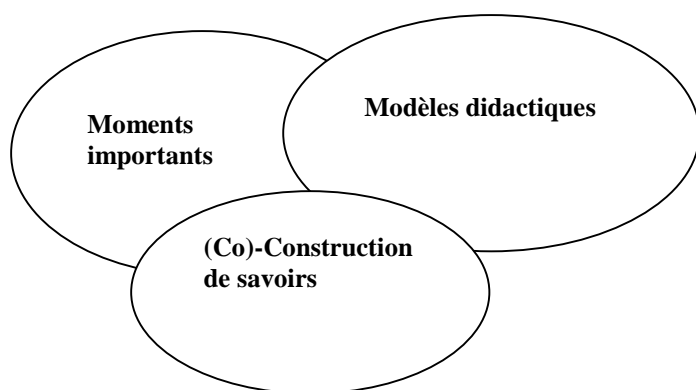 Moments
importants
Modèles didactiques
(Co)-Construction
de savoirs